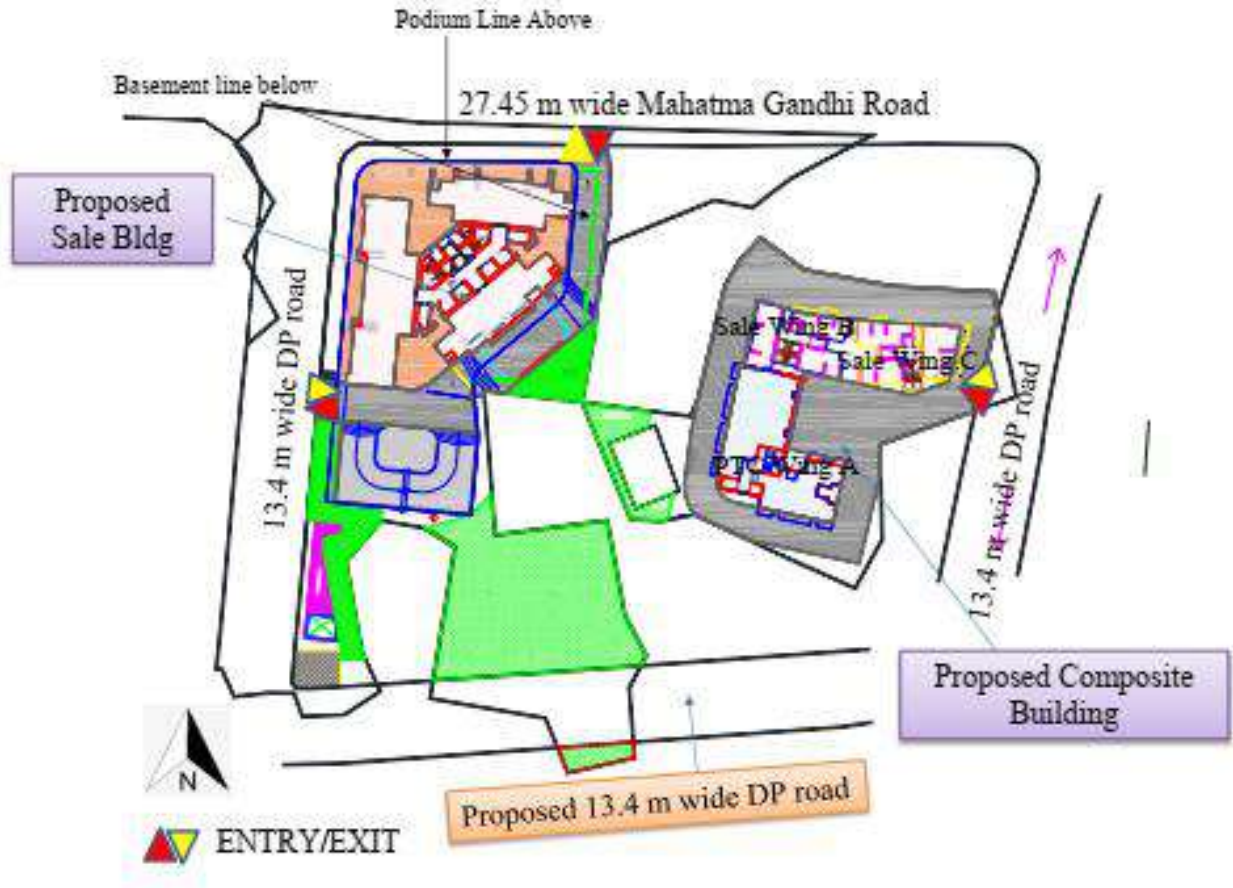 Podium Line Above
Basement line below
27.45 m wide Mahatma Gandhi Road
Proposed
Sale Bldg
13.4 m wide DP road
Sale Wing B
Sale Wing C
PTC Wing A
13.4 m wide DP road
Proposed Composite
Building
Proposed 13.4 m wide DP road
N
ENTRY/EXIT